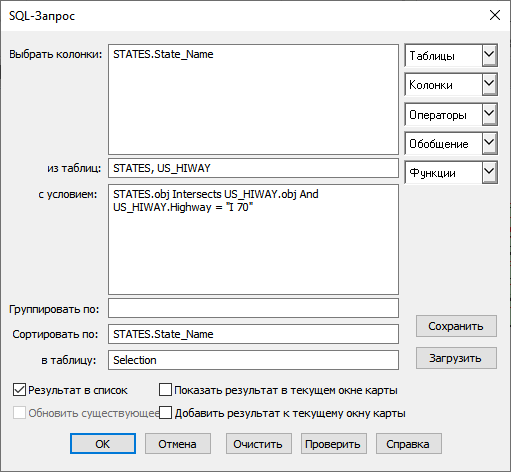 SQL-Запрос
Выбрать колонки: STATES.State_Name
Таблицы
Колонки
Операторы
Обобщение
из таблиц: STATES, US_HIWAY
Функции
с условием: STATES.obj Intersects US_HIWAY.obj And
US_HIWAY.Highway = "I 70"
Группировать по:
Сохранить
Сортировать по: STATES.State_Name
в таблицу: Selection
Загрузить
Результат в список Показать результат в текущем окне карты
Обновить существующее Добавить результат к текущему окну карты
ОК Отмена Очистить Проверить Справка